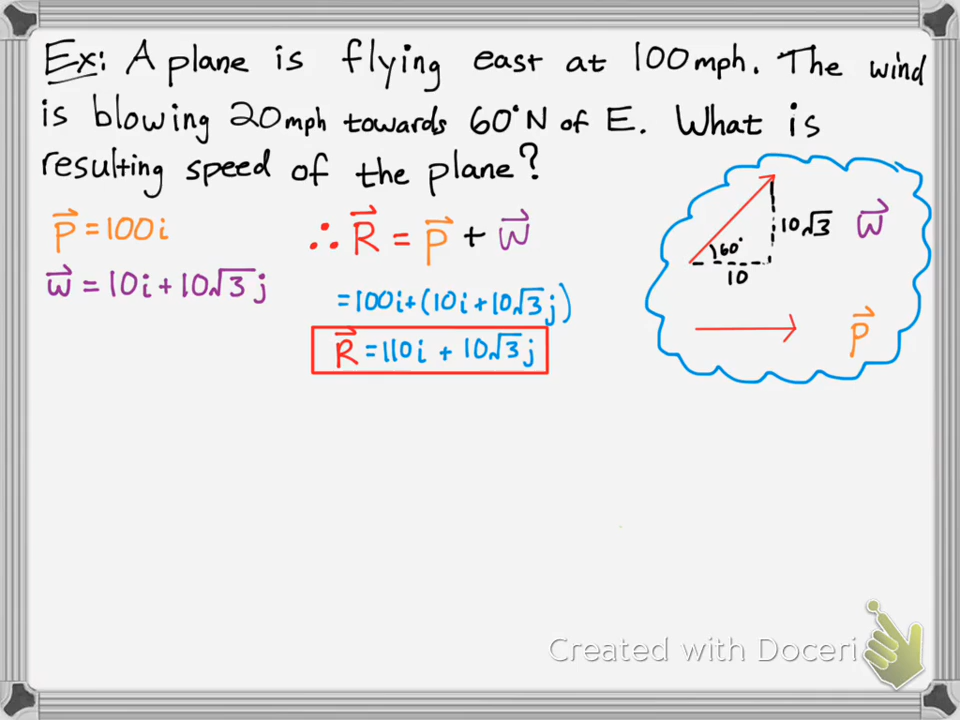 Ex: A plane is flying east at 100mph. The wind
is blowing 20mph towards 60°N of E. What is
resulting speed of the plane?
P⃗ = 100i
w⃗ = 10i + 10√3 j
∴ R⃗ = P⃗ + w⃗
= 100i + (10i + 10√3 j)
R⃗ = 110i + 10√3 j
60°
10√3
w⃗
10
P⃗
Created with Doceri